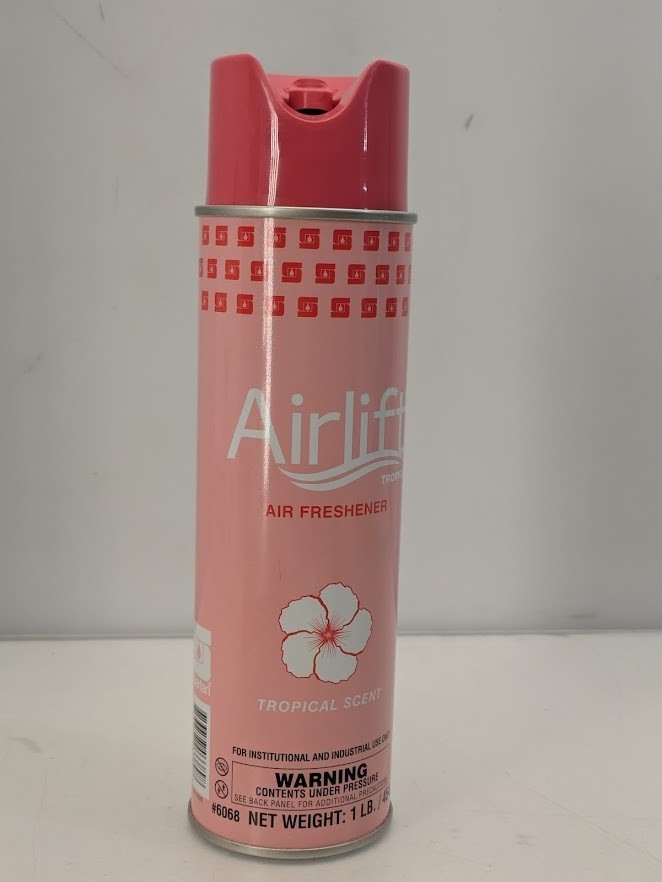 Airlift
AIR FRESHENER
TROPICAL SCENT
FOR INSTITUTIONAL AND INDUSTRIAL USE
WARNING
CONTENTS UNDER PRESSURE
SEE BACK PANEL FOR ADDITIONAL
#6068 NET WEIGHT: 1 LB. /